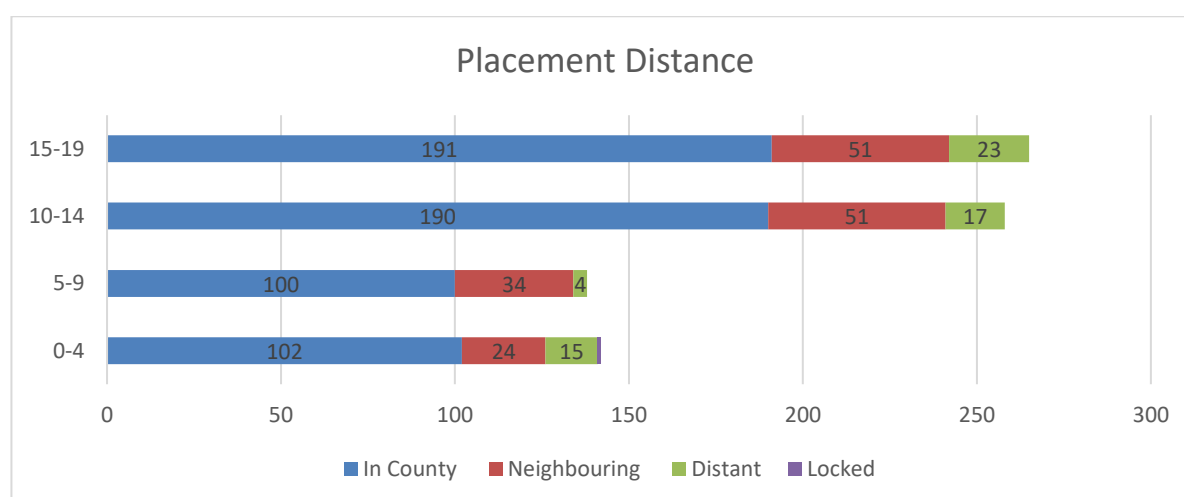 Placement Distance
15-19 191 51 23
10-14 190 51 17
5-9 100 34 4
0-4 102 24 15
0 50 100 150 200 250 300
In County Neighbouring Distant Locked